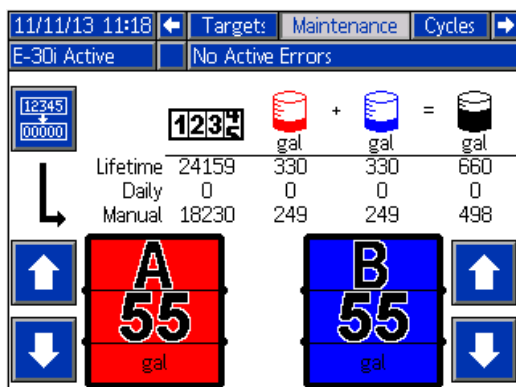 11/11/13 11:18 Targets Maintenance Cycles
E-30i Active No Active Errors
12345
00000
12345
+ =
gal gal gal
Lifetime 24159 330 330 660
Daily 0 0 0 0
Manual 18230 249 249 498
A B
55 55
gal gal